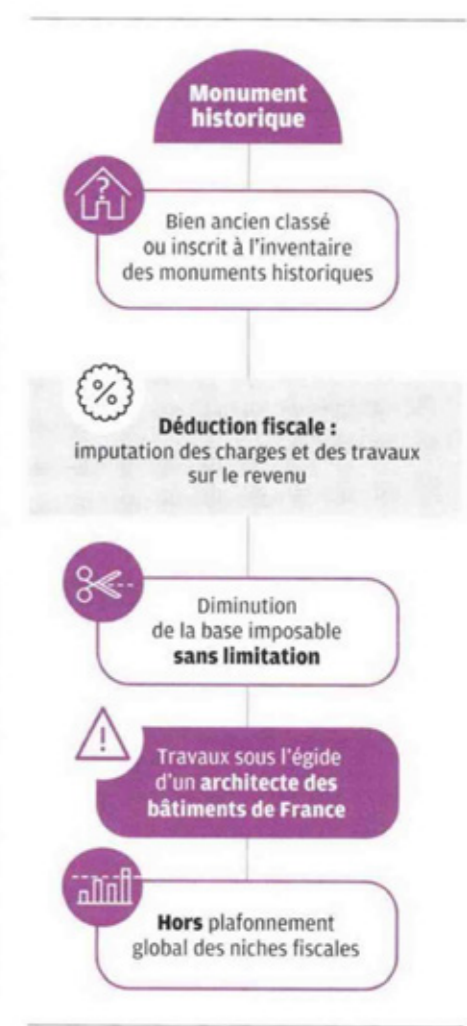 Monument
historique
?
Bien ancien classé
ou inscrit à l'inventaire
des monuments historiques
%
Déduction fiscale :
imputation des charges et des travaux
sur le revenu
Diminution
de la base imposable
sans limitation
!
Travaux sous l'égide
d'un architecte des
bâtiments de France
Hors plafonnement
global des niches fiscales